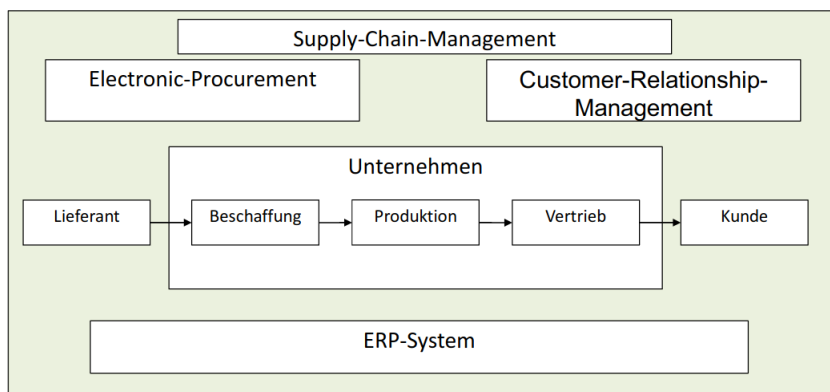 Supply-Chain-Management
Electronic-Procurement
Customer-Relationship-
Management
Unternehmen
Lieferant
Beschaffung
Produktion
Vertrieb
Kunde
ERP-System